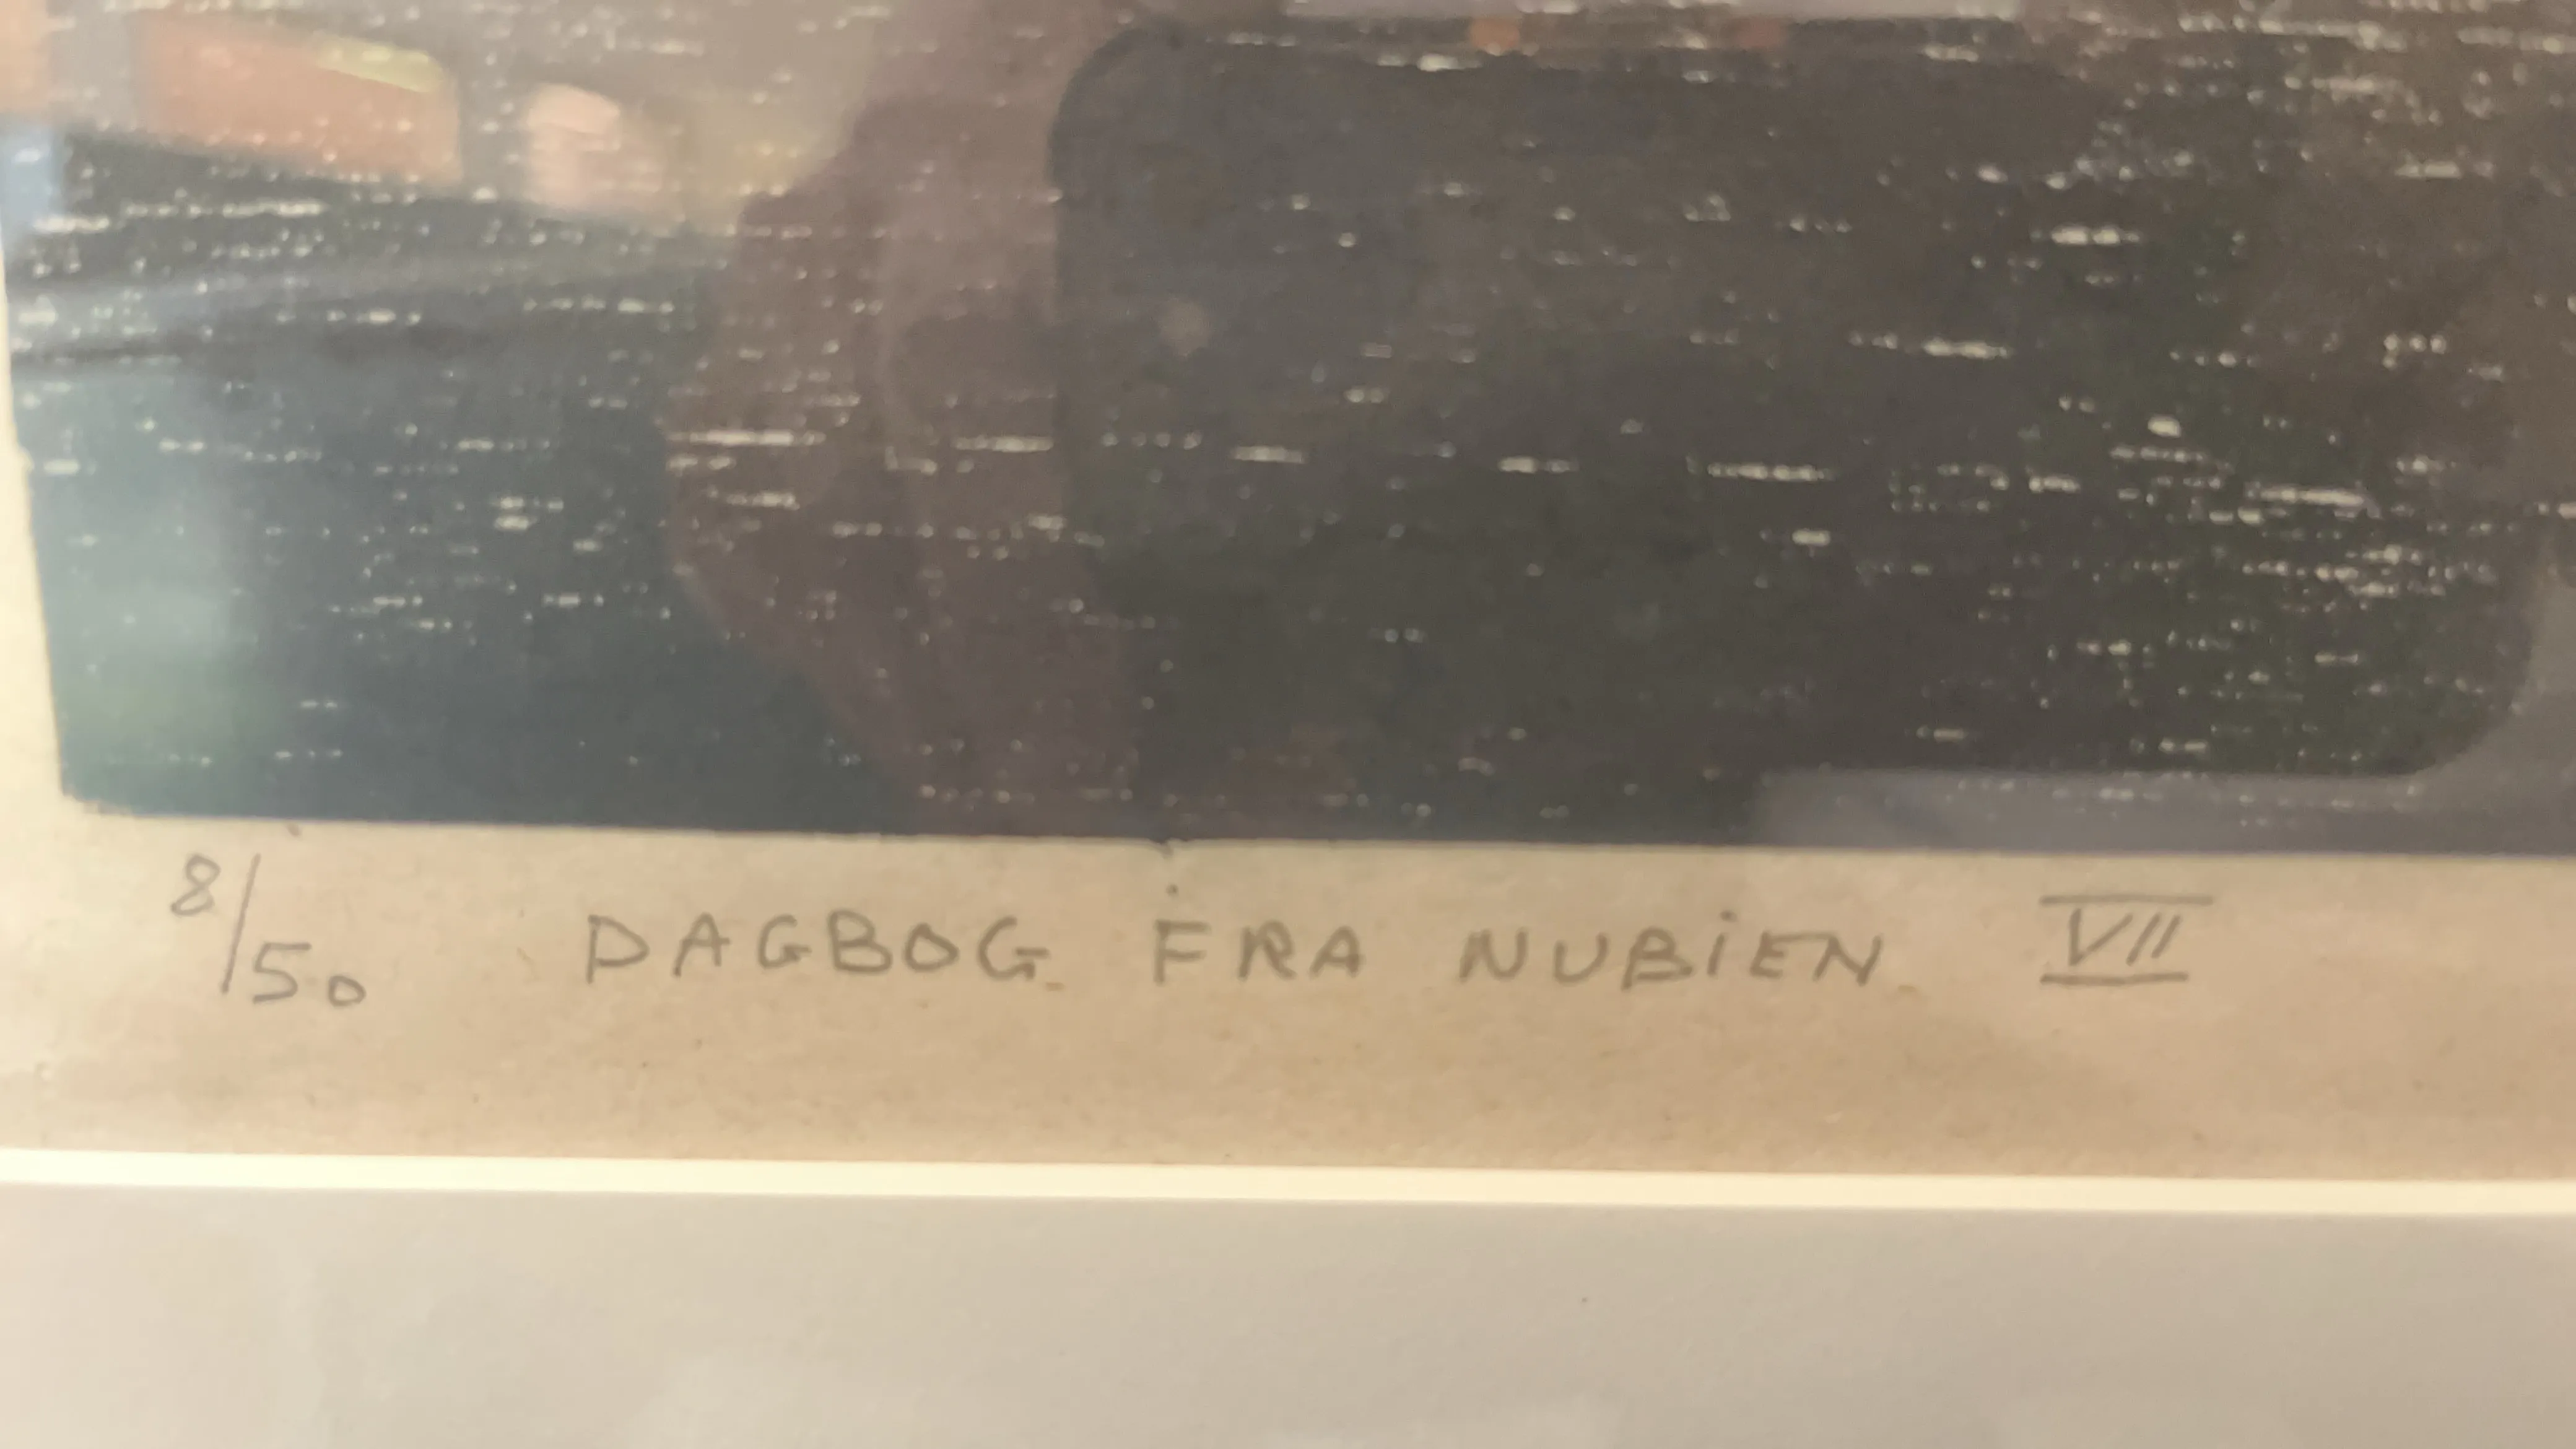 8/50 DAGBOG FRA NUBiEN VII